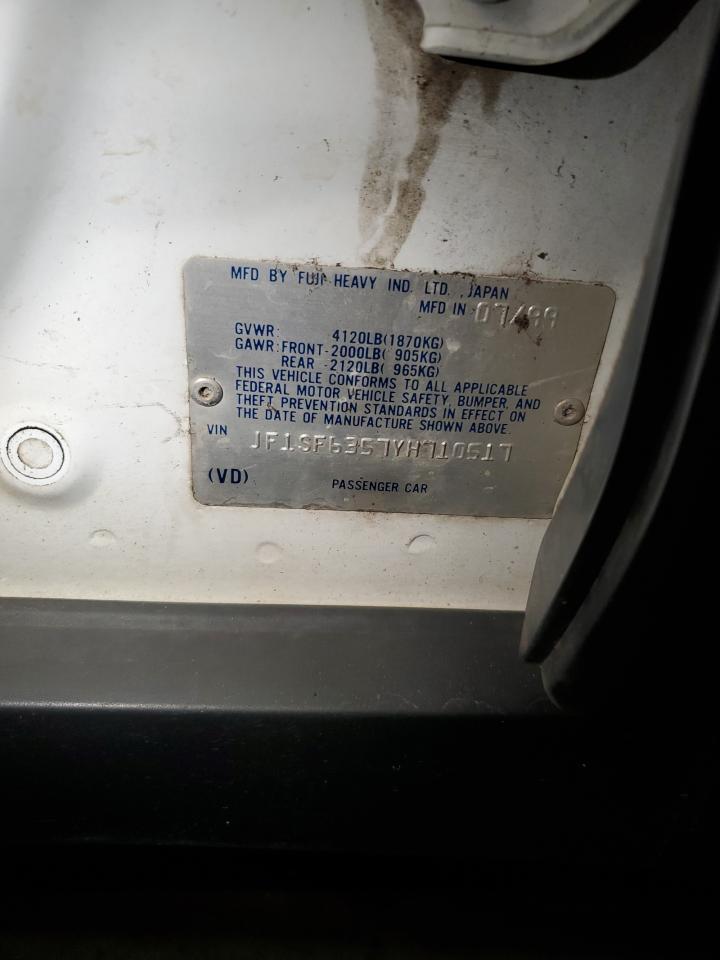 MFD BY FUJI HEAVY IND. LTD. ,JAPAN
MFD IN 07/99
GVWR: 4120LB(1870KG)
GAWR:FRONT-2000LB( 905KG)
REAR -2120LB( 965KG)
THIS VEHICLE CONFORMS TO ALL APPLICABLE
FEDERAL MOTOR VEHICLE SAFETY, BUMPER, AND
THEFT PREVENTION STANDARDS IN EFFECT ON
THE DATE OF MANUFACTURE SHOWN ABOVE.
VIN JF1SF6357YH710517
(VD) PASSENGER CAR